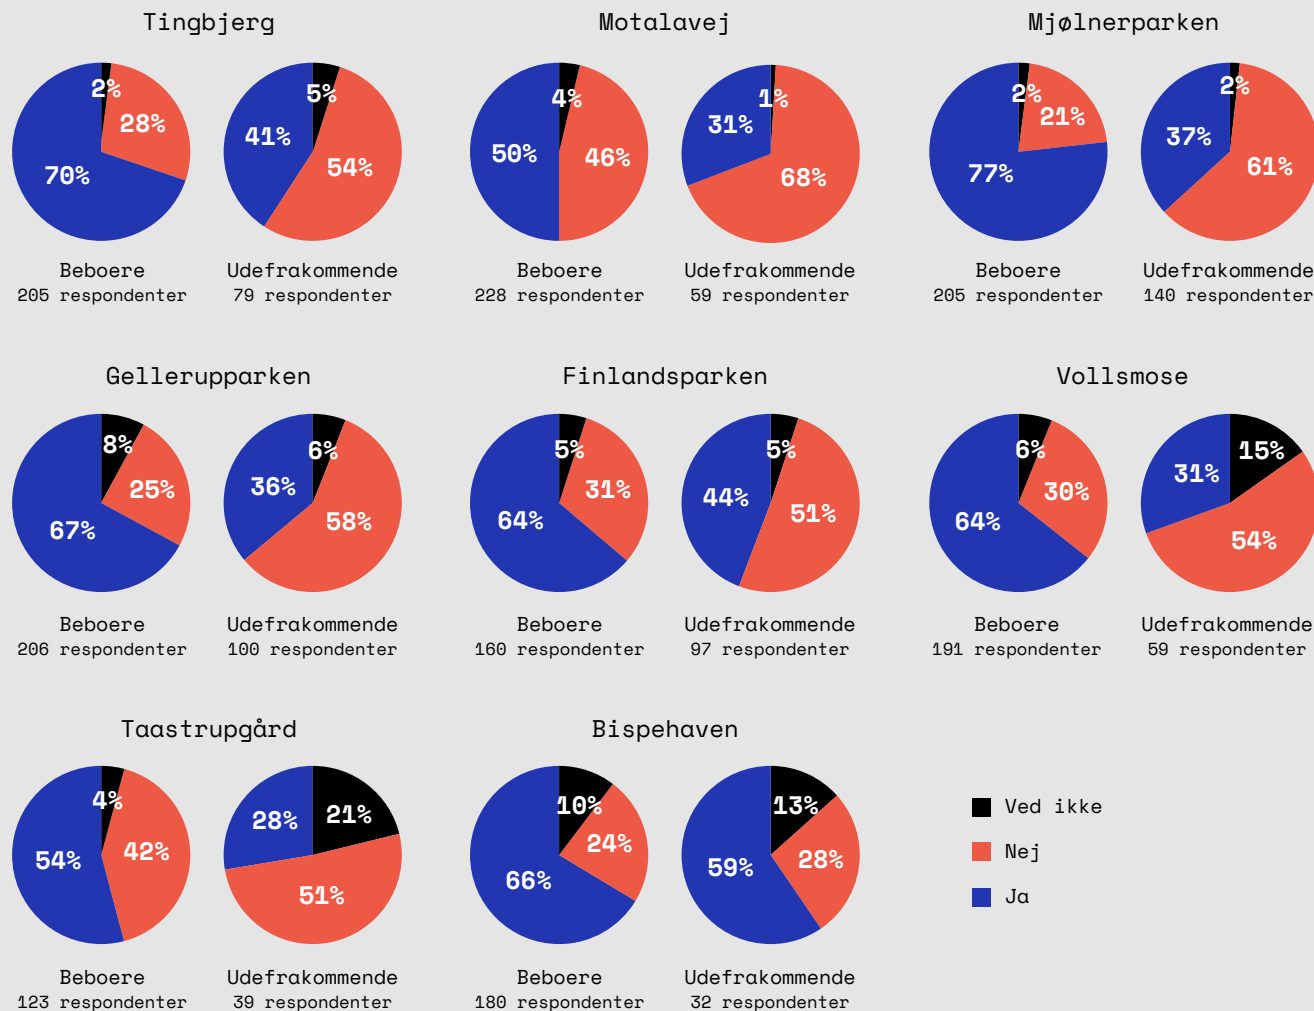 Tingbjerg
2%
28%
70%
Beboere
205 respondenter
5%
41%
54%
Udefrakommende
79 respondenter
Motalavej
4%
50%
46%
Beboere
228 respondenter
1%
31%
68%
Udefrakommende
59 respondenter
Mjølnerparken
2%
21%
77%
Beboere
205 respondenter
2%
37%
61%
Udefrakommende
140 respondenter
Gellerupparken
8%
25%
67%
Beboere
206 respondenter
6%
36%
58%
Udefrakommende
100 respondenter
Finlandsparken
5%
31%
64%
Beboere
160 respondenter
5%
44%
51%
Udefrakommende
97 respondenter
Vollsmose
6%
30%
64%
Beboere
191 respondenter
15%
31%
54%
Udefrakommende
59 respondenter
Taastrupgård
4%
42%
54%
Beboere
123 respondenter
21%
28%
51%
Udefrakommende
39 respondenter
Bispehaven
10%
24%
66%
Beboere
180 respondenter
13%
28%
59%
Udefrakommende
32 respondenter
Ved ikke
Nej
Ja